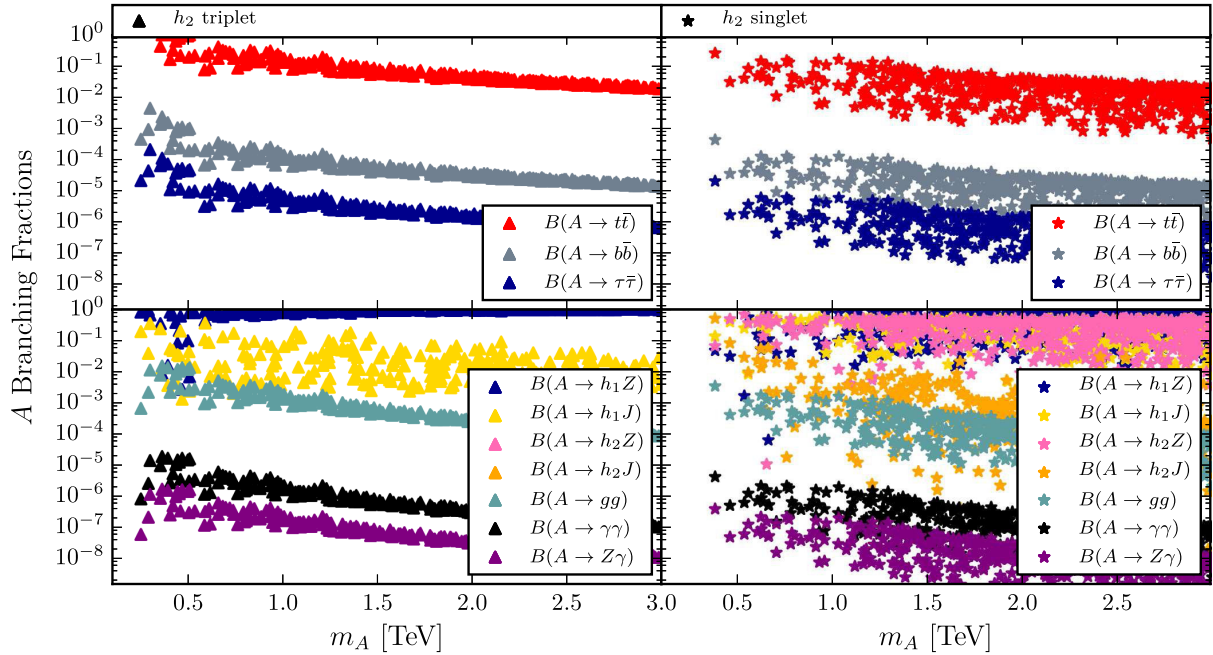 h₂ triplet
h₂ singlet
A Branching Fractions
10⁰
10⁻¹
10⁻²
10⁻³
10⁻⁴
10⁻⁵
10⁻⁶
10⁻⁷
10⁻⁸
B(A → tt̄)
B(A → bb̄)
B(A → ττ̄)
B(A → tt̄)
B(A → bb̄)
B(A → ττ̄)
10⁰
10⁻¹
10⁻²
10⁻³
10⁻⁴
10⁻⁵
10⁻⁶
10⁻⁷
10⁻⁸
B(A → h₁Z)
B(A → h₁J)
B(A → h₂Z)
B(A → h₂J)
B(A → gg)
B(A → γγ)
B(A → Zγ)
B(A → h₁Z)
B(A → h₁J)
B(A → h₂Z)
B(A → h₂J)
B(A → gg)
B(A → γγ)
B(A → Zγ)
0.5 1.0 1.5 2.0 2.5 3.0
0.5 1.0 1.5 2.0 2.5
m_A [TeV]
m_A [TeV]